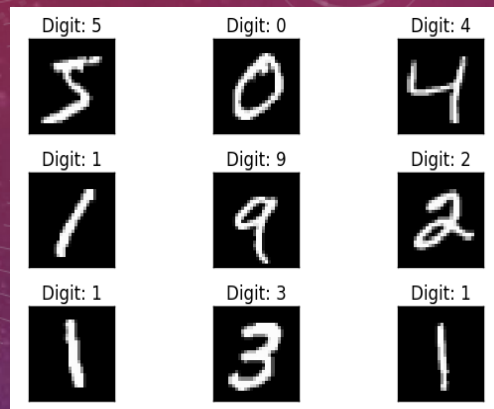 Digit: 5 Digit: 0 Digit: 4
5 0 4
Digit: 1 Digit: 9 Digit: 2
1 9 2
Digit: 1 Digit: 3 Digit: 1
1 3 1